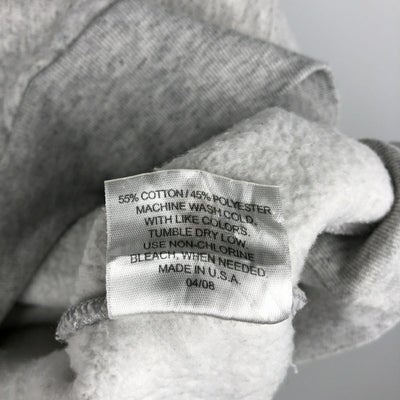 55% COTTON / 45% POLYESTER
MACHINE WASH COLD.
WITH LIKE COLORS.
TUMBLE DRY LOW.
USE NON-CHLORINE
BLEACH, WHEN NEEDED
MADE IN U.S.A.
04/08